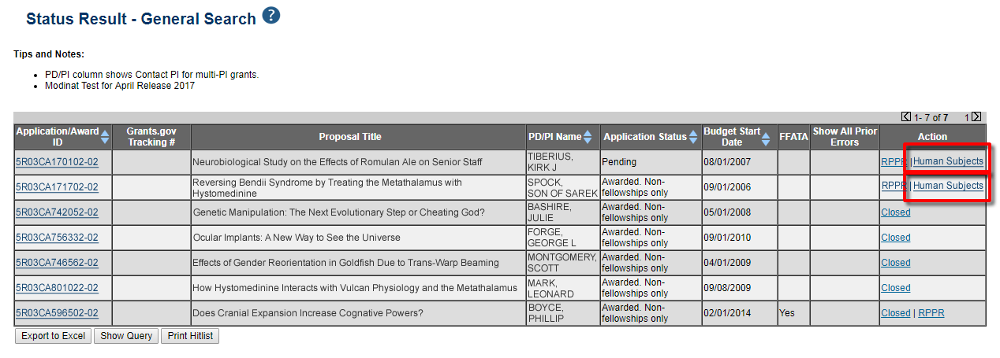 Status Result - General Search ?
Tips and Notes:
• PD/PI column shows Contact PI for multi-PI grants.
• Modinat Test for April Release 2017
1- 7 of 7 1
Application/Award ID Grants.gov Tracking # Proposal Title PD/PI Name Application Status Budget Start Date FFATA Show All Prior Errors Action
5R03CA170102-02 Neurobiological Study on the Effects of Romulan Ale on Senior Staff TIBERIUS, KIRK J Pending 08/01/2007 RPPR | Human Subjects
5R03CA171702-02 Reversing Bendii Syndrome by Treating the Metathalamus with Hystomedinine SPOCK, SON OF SAREK Awarded. Non-fellowships only 09/01/2006 RPPR | Human Subjects
5R03CA742052-02 Genetic Manipulation: The Next Evolutionary Step or Cheating God? BASHIRE, JULIE Awarded. Non-fellowships only 05/01/2008 Closed
5R03CA756332-02 Ocular Implants: A New Way to See the Universe FORGE, GEORGE L Awarded. Non-fellowships only 09/01/2010 Closed
5R03CA746562-02 Effects of Gender Reorientation in Goldfish Due to Trans-Warp Beaming MONTGOMERY, SCOTT Awarded. Non-fellowships only 04/01/2009 Closed
5R03CA801022-02 How Hystomedinine Interacts with Vulcan Physiology and the Metathalamus MARK, LEONARD Awarded. Non-fellowships only 09/08/2009 Closed
5R03CA596502-02 Does Cranial Expansion Increase Cognative Powers? BOYCE, PHILLIP Awarded. Non-fellowships only 02/01/2014 Yes Closed | RPPR
Export to Excel Show Query Print Hitlist